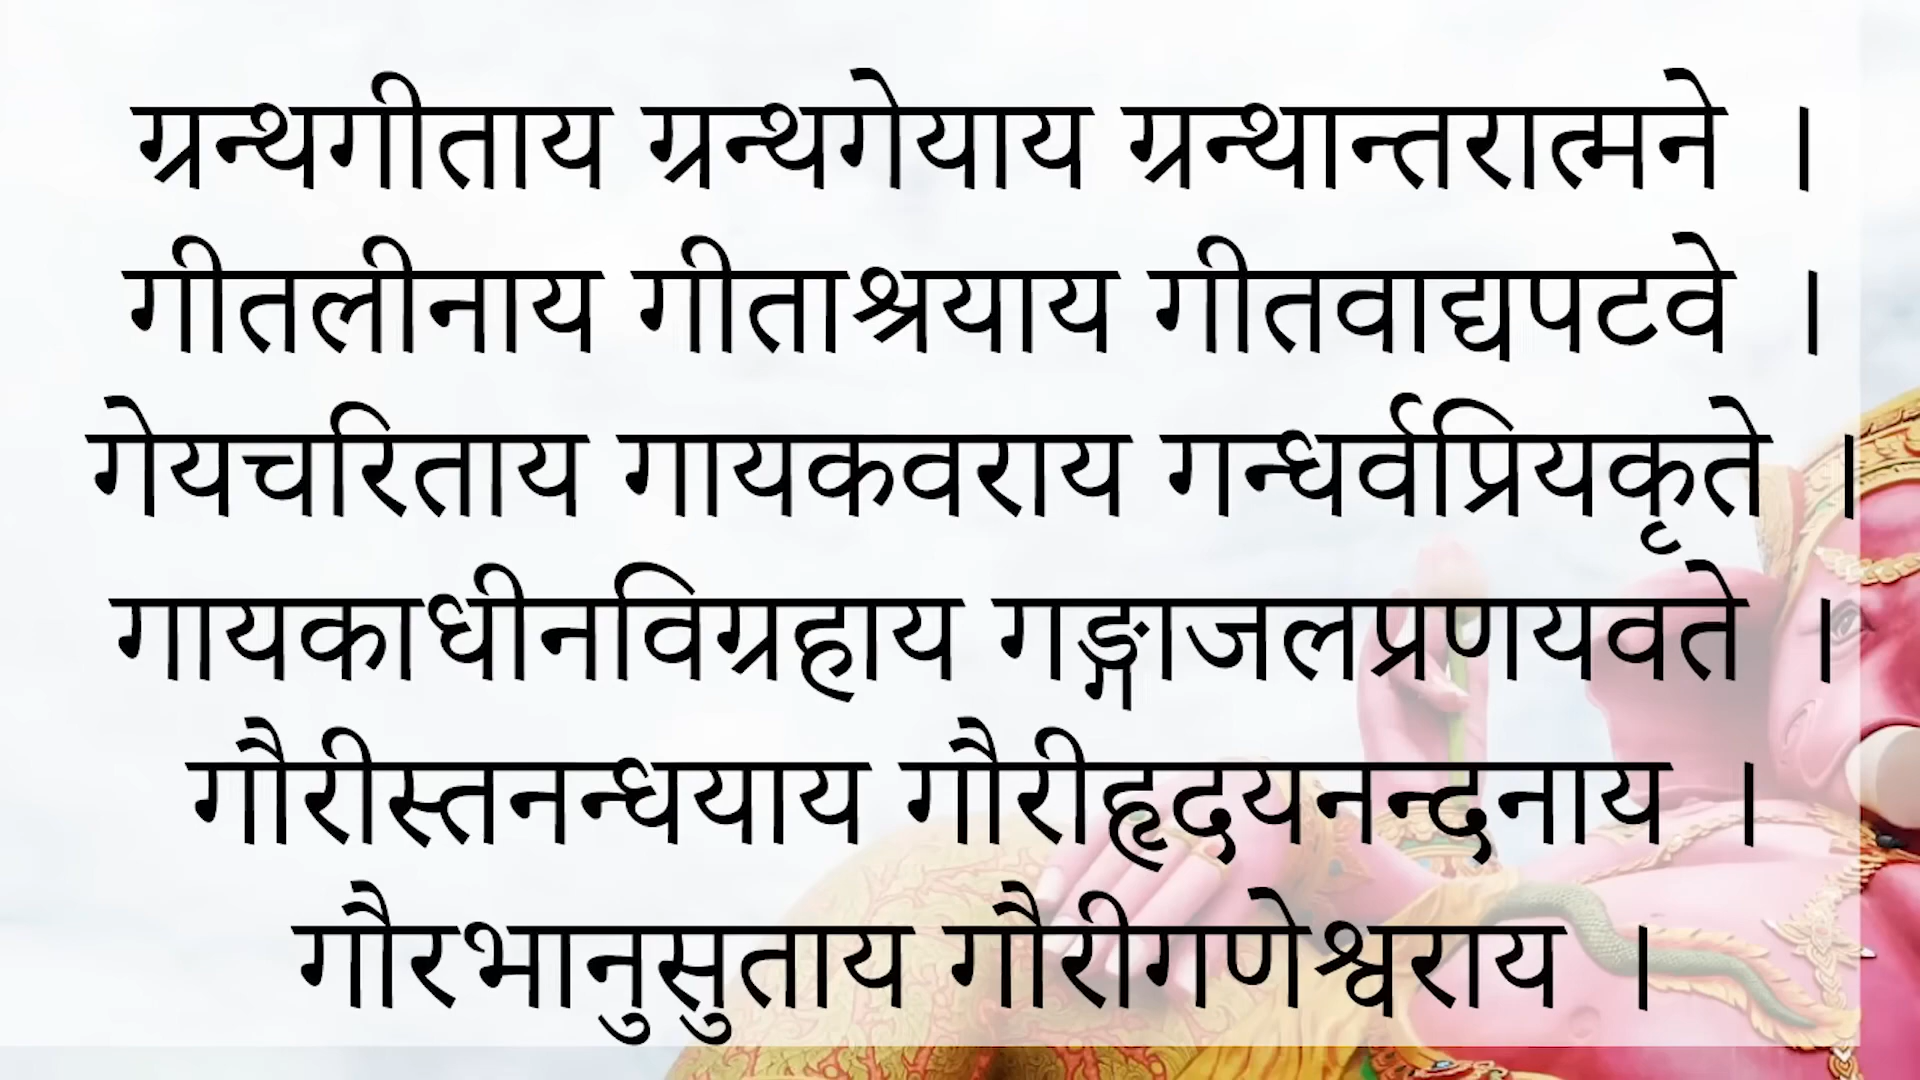 ग्रन्थगीताय ग्रन्थगेयाय ग्रन्थान्तरात्मने ।
गीतलीनाय गीताश्रयाय गीतवाद्यपटवे ।
गेयचरिताय गायकवराय गन्धर्वप्रियकृते ।
गायकाधीनविग्रहाय गङ्गाजलप्रणयवते ।
गौरीस्तनन्धयाय गौरीहृदयनन्दनाय ।
गौरभानुसुताय गौरीगणेश्वराय ।